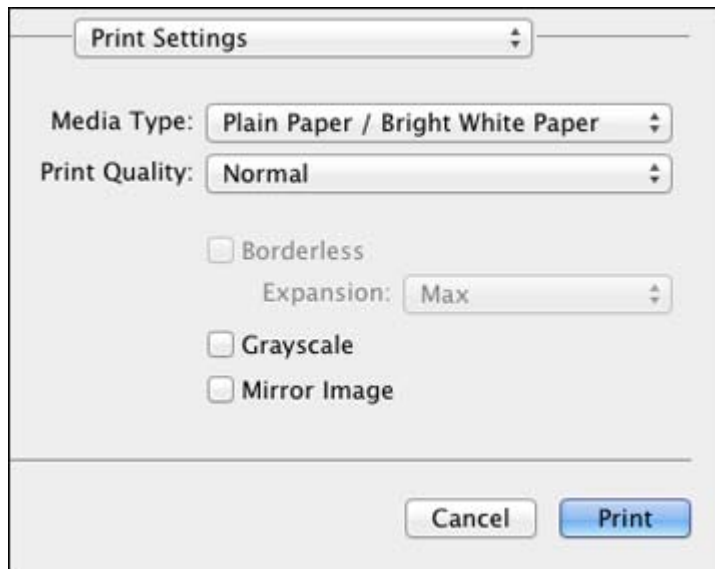 Print Settings
Media Type: Plain Paper / Bright White Paper
Print Quality: Normal
Borderless
Expansion: Max
Grayscale
Mirror Image
Cancel Print